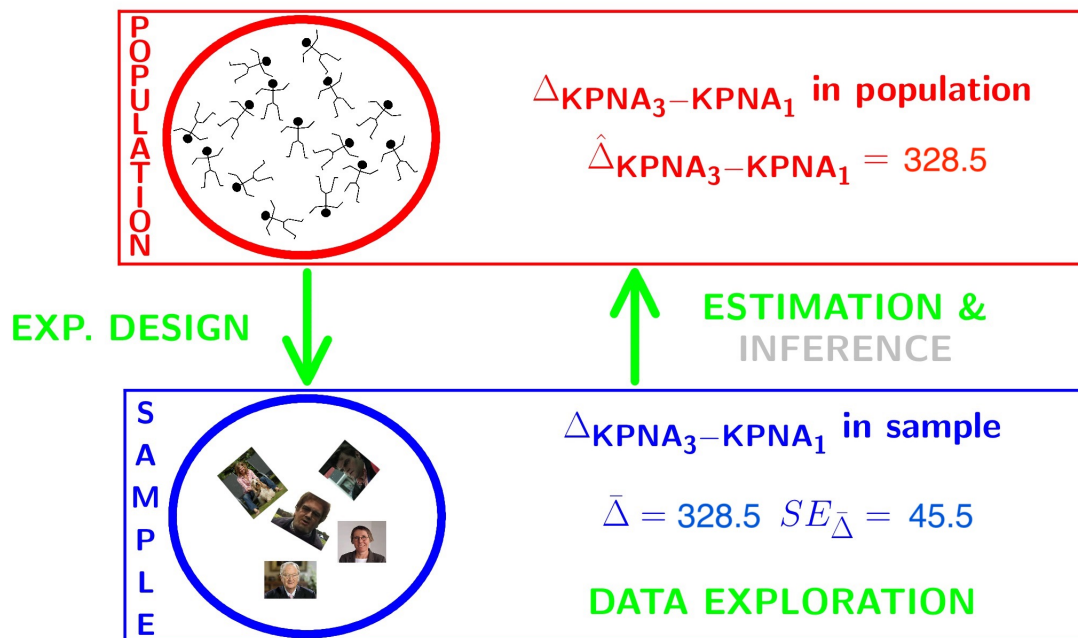 POPULATION
Δ_KPNA₃−KPNA₁ in population
Δ̂_KPNA₃−KPNA₁ = 328.5
EXP. DESIGN
ESTIMATION &
INFERENCE
SAMPLE
Δ_KPNA₃−KPNA₁ in sample
Δ̄ = 328.5 SE_Δ̄ = 45.5
DATA EXPLORATION